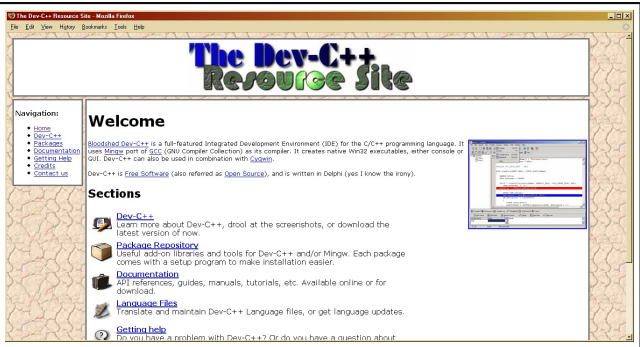 The Dev-C++ Resource Site - Mozilla Firefox
File Edit View History Bookmarks Tools Help
The Dev-C++
Resource Site
Navigation:
Home
Dev-C++
Packages
Documentation
Getting Help
Credits
Contact us
Welcome
Bloodshed Dev-C++ is a full-featured Integrated Development Environment (IDE) for the C/C++ programming language. It
uses Mingw port of GCC (GNU Compiler Collection) as its compiler. It creates native Win32 executables, either console or
GUI. Dev-C++ can also be used in combination with Cygwin.
Dev-C++ is Free Software (also referred as Open Source), and is written in Delphi (yes I know the irony).
Sections
Dev-C++
Learn more about Dev-C++, drool at the screenshots, or download the
latest version of now.
Package Repository
Useful add-on libraries and tools for Dev-C++ and/or Mingw. Each package
comes with a setup program to make installation easier.
Documentation
API references, guides, manuals, tutorials, etc. Available online or for
download.
Language Files
Translate and maintain Dev-C++ Language files, or get language updates.
Getting help
Do you have a problem with Dev-C++? Or do you have a question about